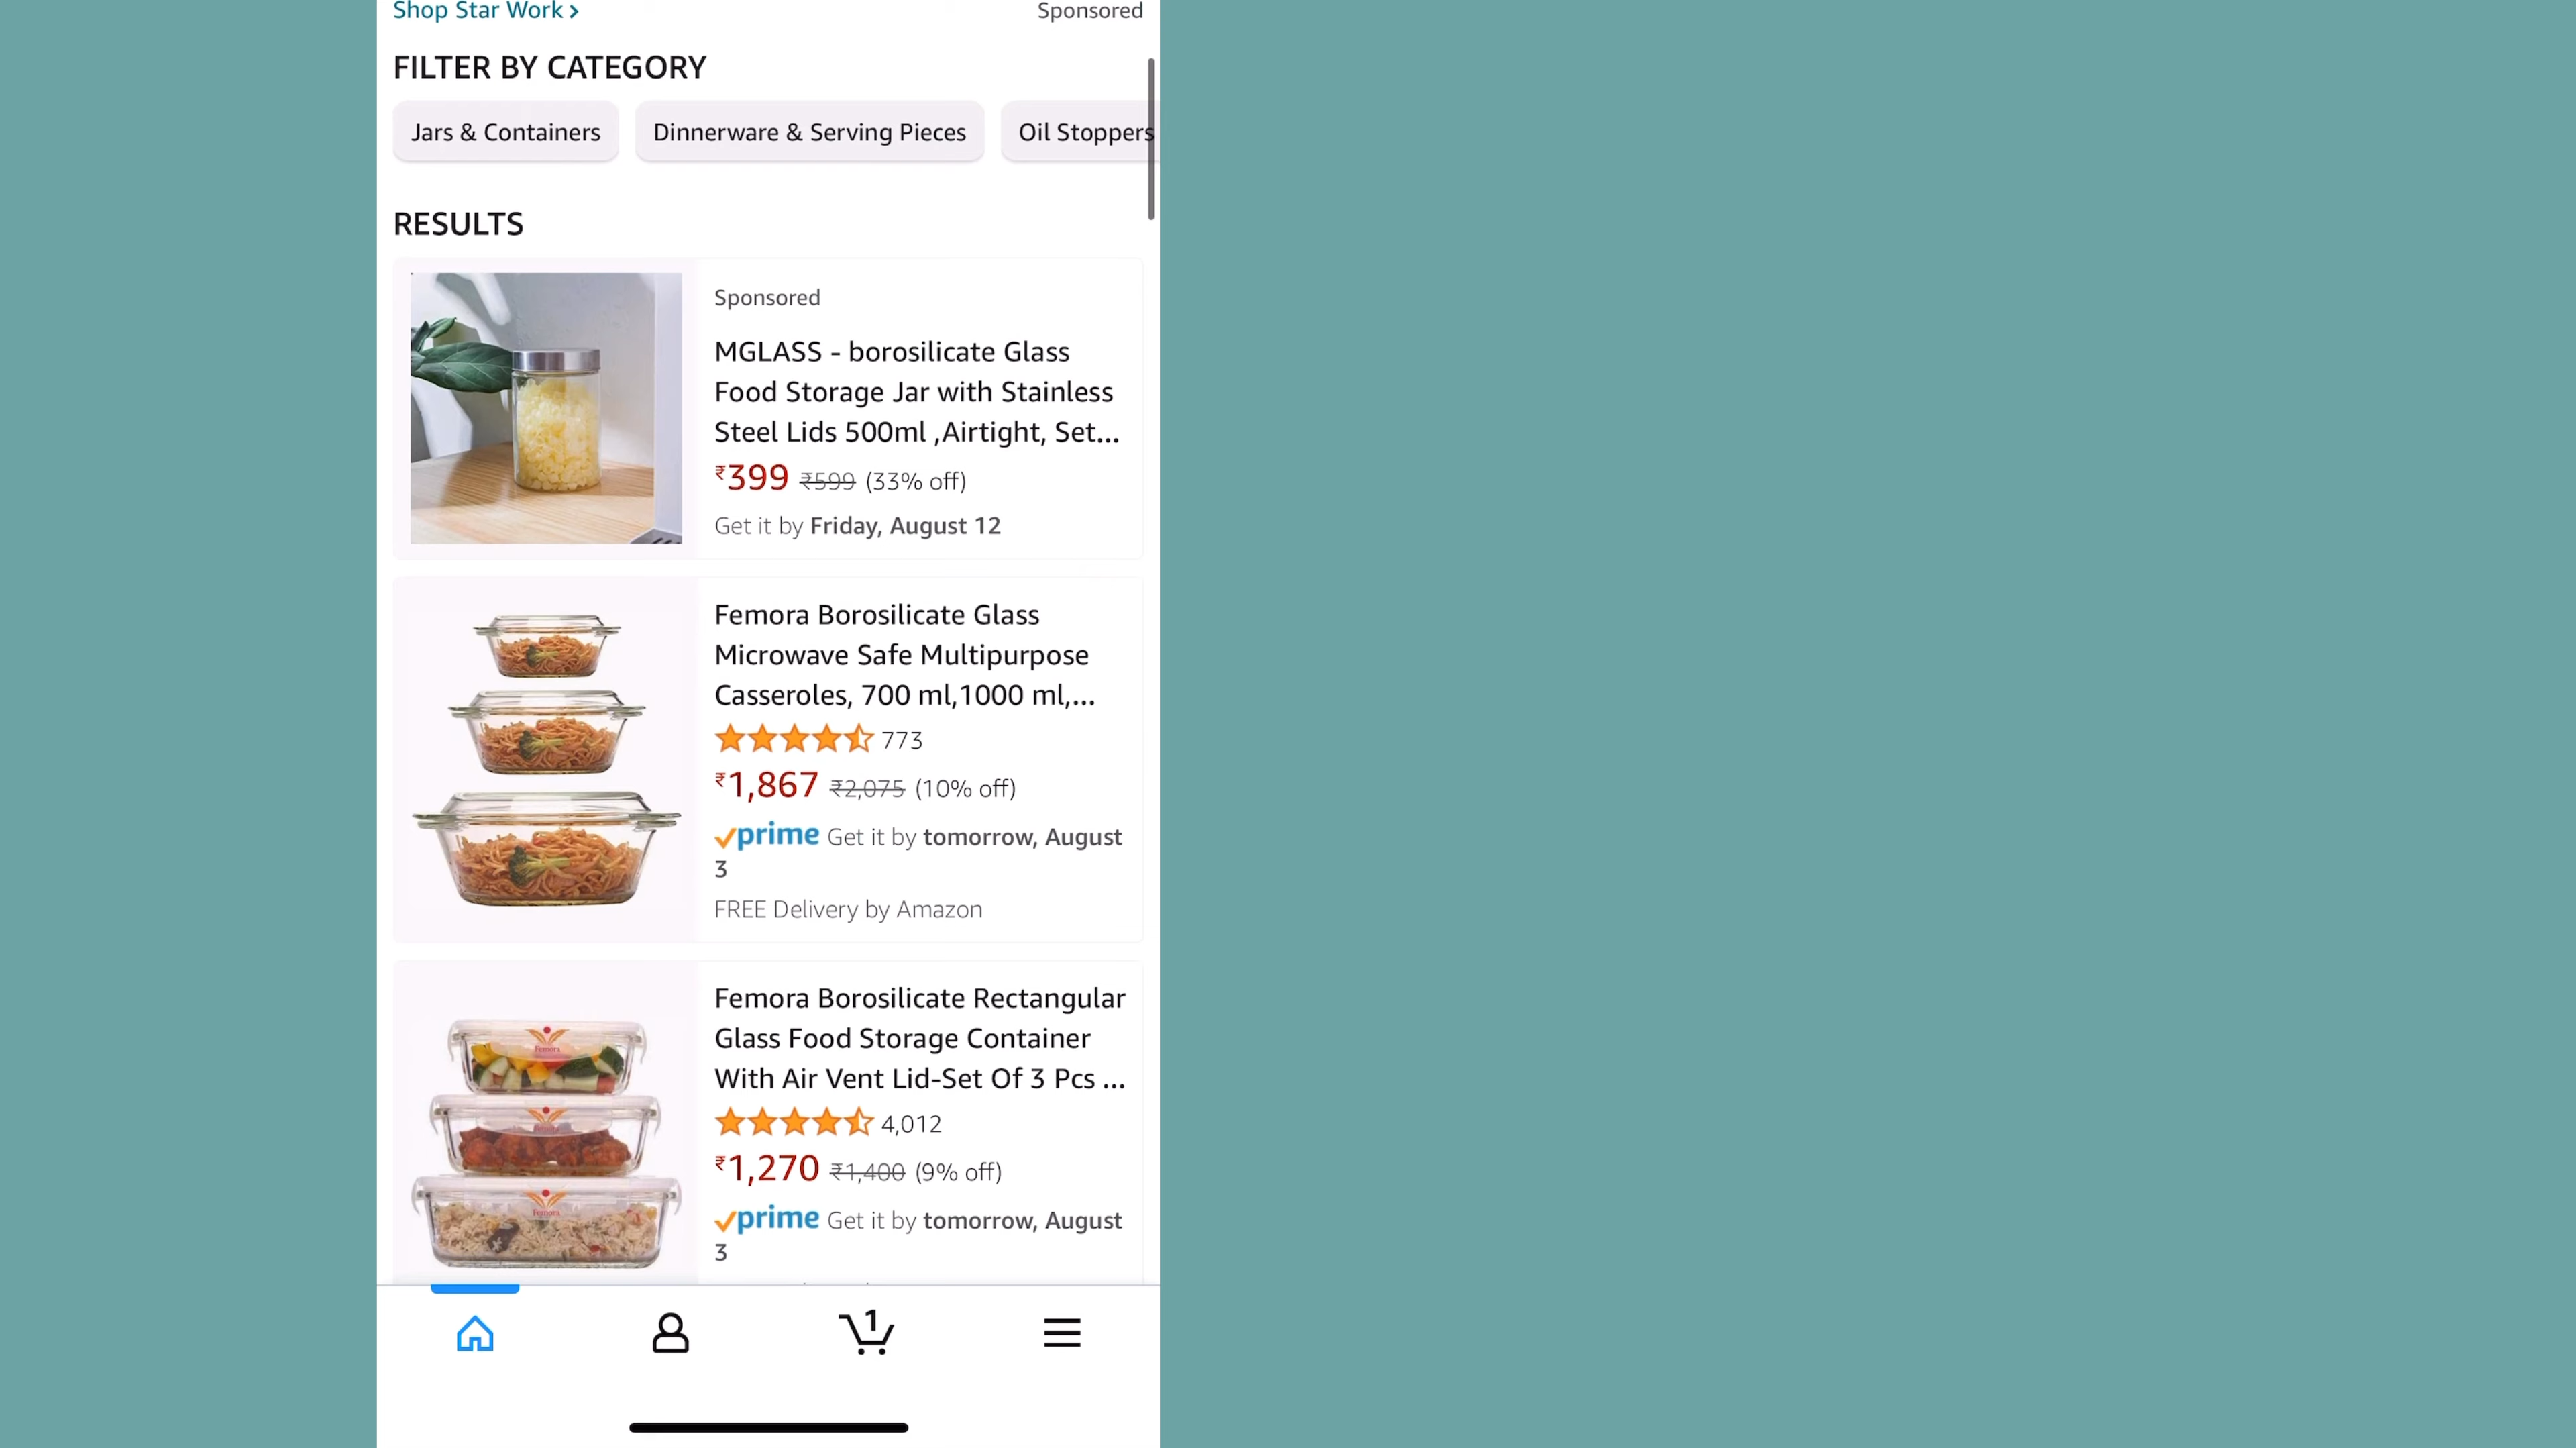 Shop Star Work ›
Sponsored
FILTER BY CATEGORY
Jars & Containers
Dinnerware & Serving Pieces
Oil Stoppers
RESULTS
Sponsored
MGLASS - borosilicate Glass
Food Storage Jar with Stainless
Steel Lids 500ml ,Airtight, Set...
₹399 ₹599 (33% off)
Get it by Friday, August 12
Femora Borosilicate Glass
Microwave Safe Multipurpose
Casseroles, 700 ml,1000 ml,...
773
₹1,867 ₹2,075 (10% off)
prime Get it by tomorrow, August
3
FREE Delivery by Amazon
Femora
Femora
Femora Borosilicate Rectangular
Glass Food Storage Container
With Air Vent Lid-Set Of 3 Pcs ...
4,012
₹1,270 ₹1,400 (9% off)
prime Get it by tomorrow, August
3
1